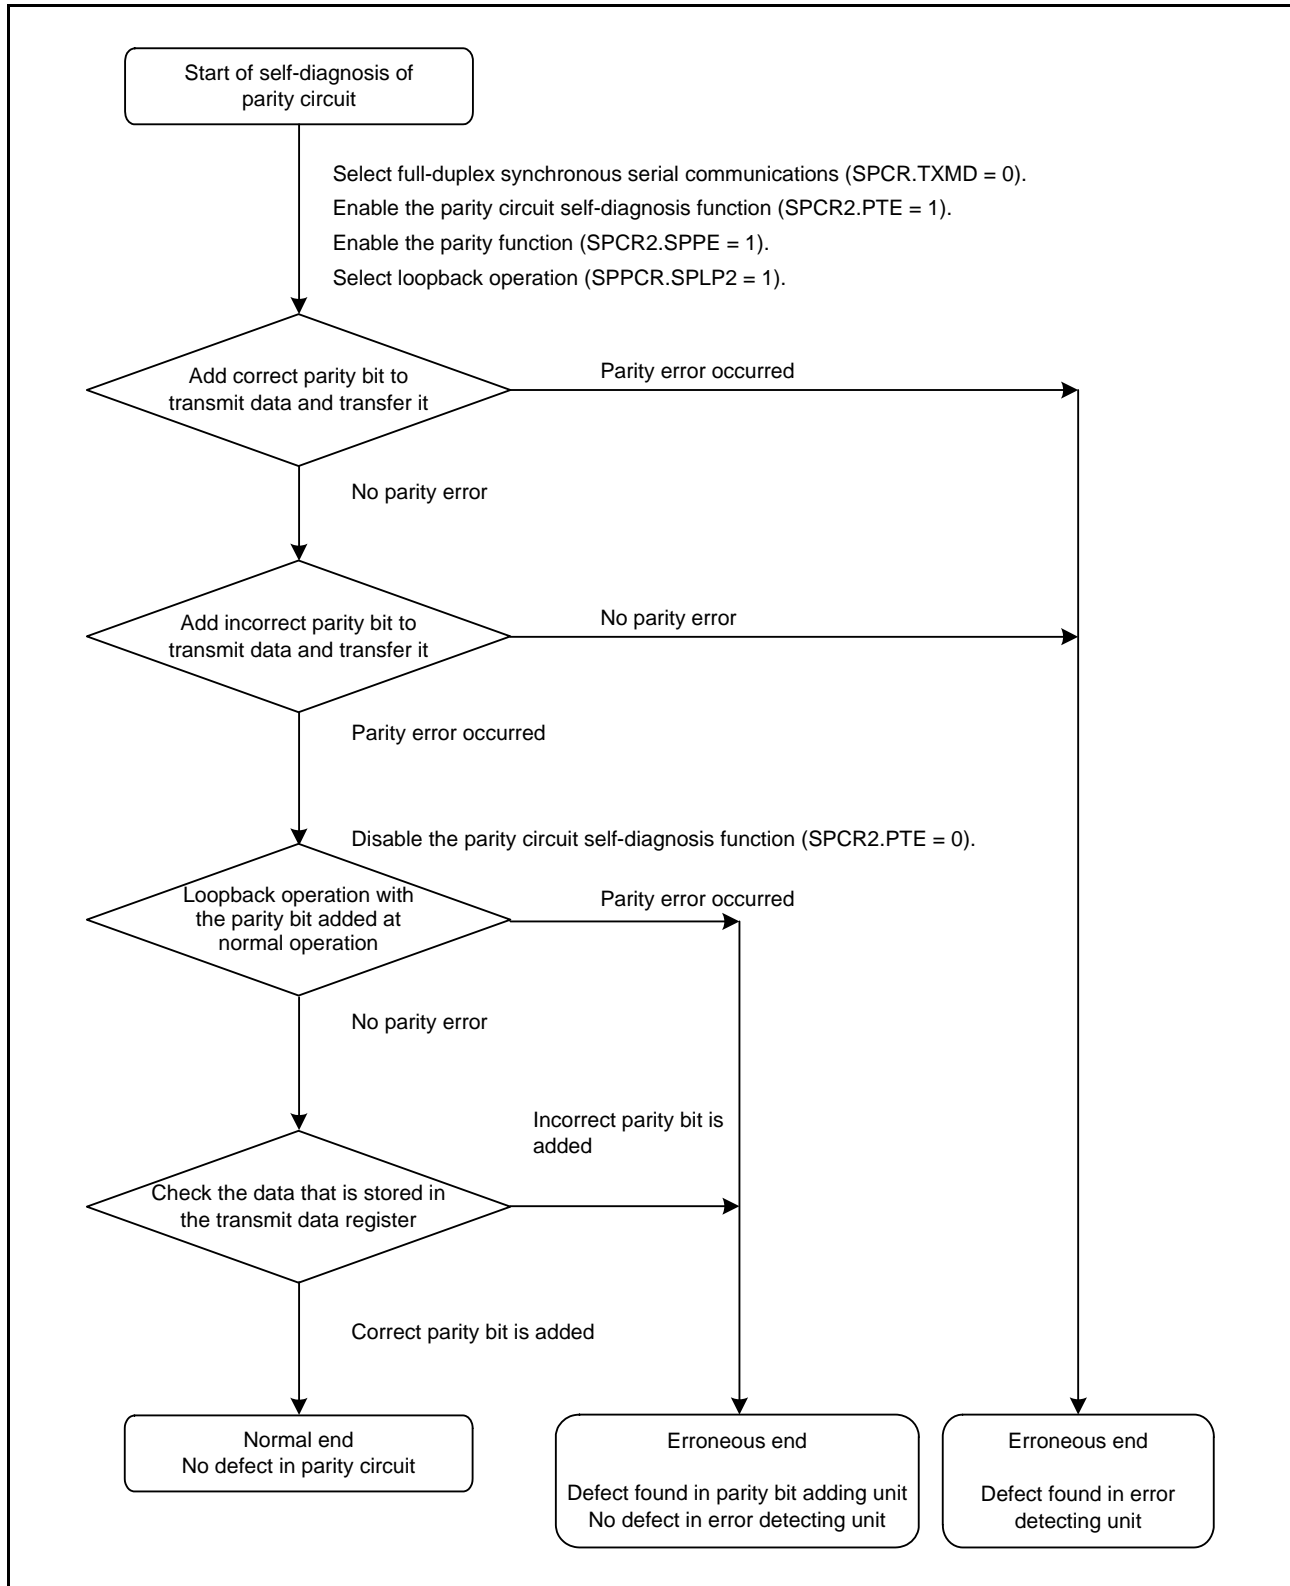 Start of self-diagnosis of
parity circuit
Select full-duplex synchronous serial communications (SPCR.TXMD = 0).
Enable the parity circuit self-diagnosis function (SPCR2.PTE = 1).
Enable the parity function (SPCR2.SPPE = 1).
Select loopback operation (SPPCR.SPLP2 = 1).
Add correct parity bit to
transmit data and transfer it
Parity error occurred
No parity error
Add incorrect parity bit to
transmit data and transfer it
No parity error
Parity error occurred
Disable the parity circuit self-diagnosis function (SPCR2.PTE = 0).
Loopback operation with
the parity bit added at
normal operation
Parity error occurred
No parity error
Incorrect parity bit is
added
Check the data that is stored in
the transmit data register
Correct parity bit is added
Normal end
No defect in parity circuit
Erroneous end
Defect found in parity bit adding unit
No defect in error detecting unit
Erroneous end
Defect found in error
detecting unit